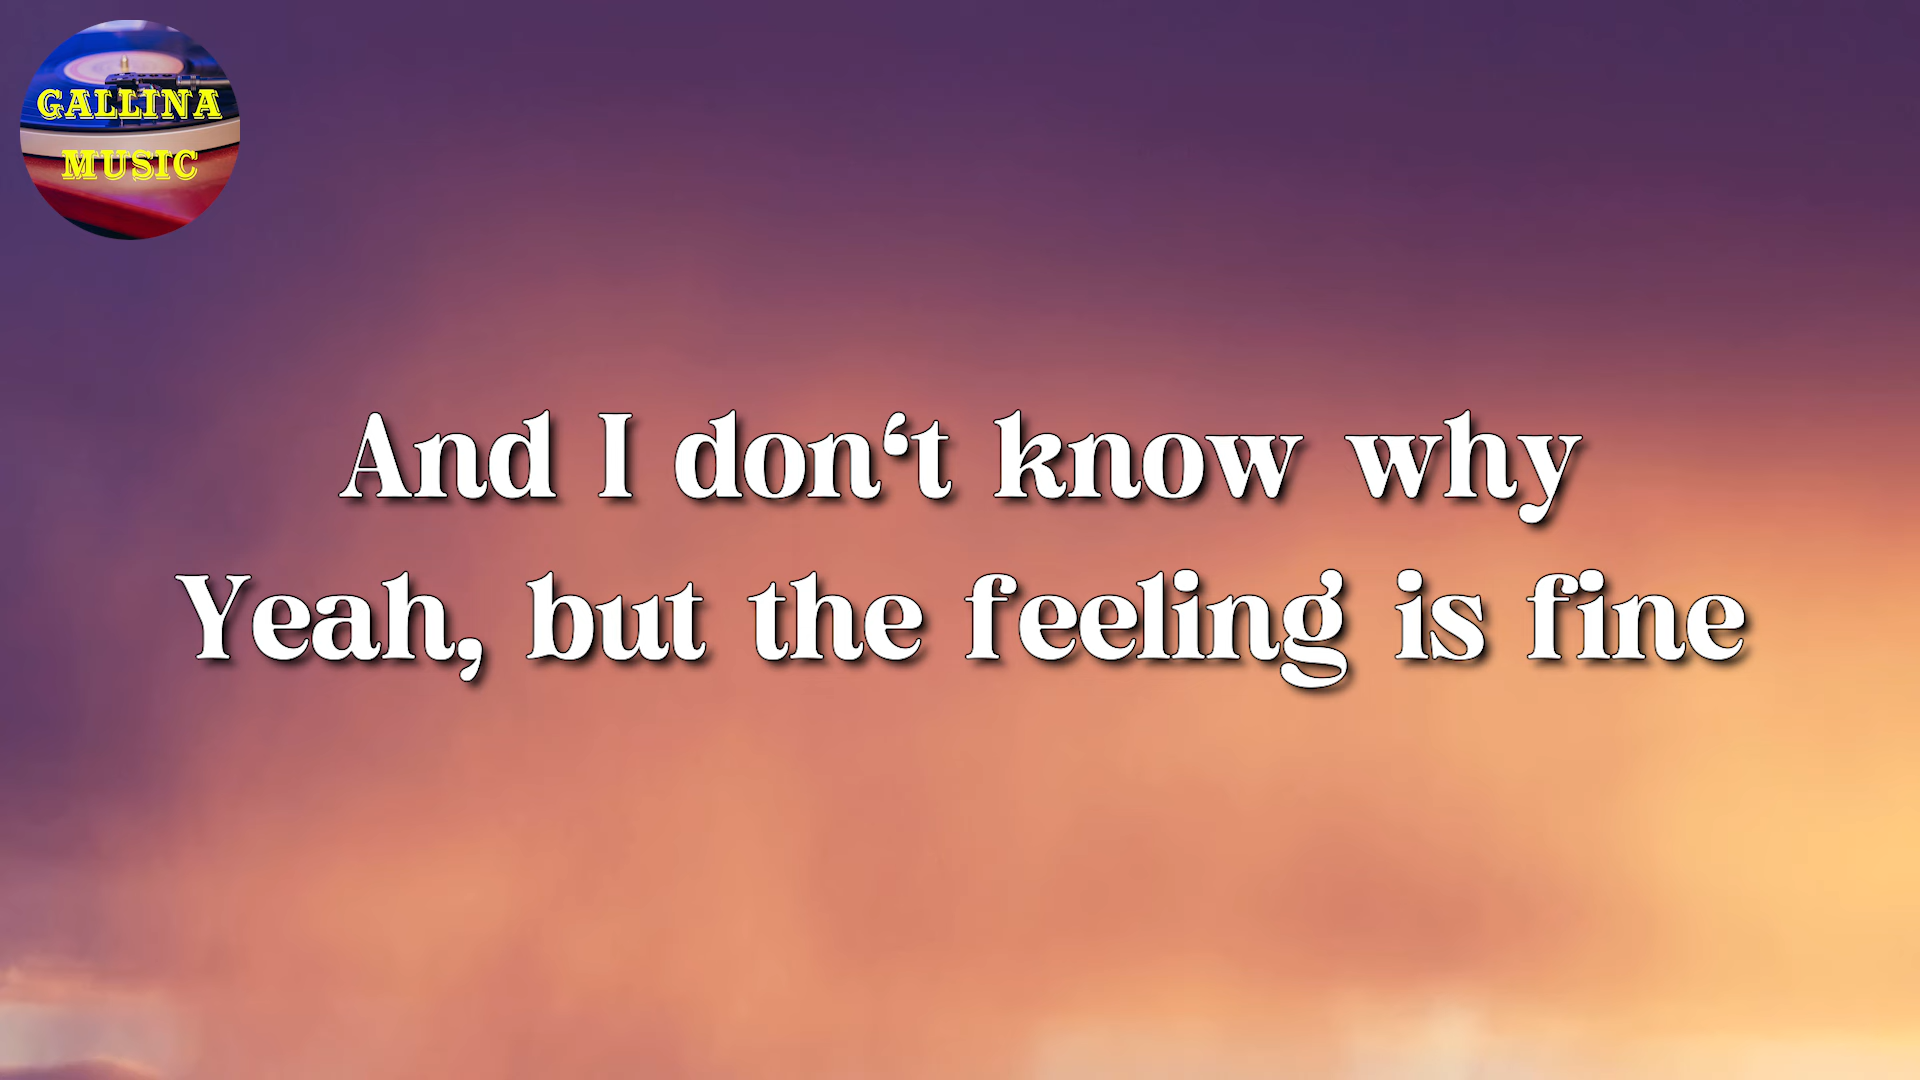 GALLINA
MUSIC
And I don‘t know why
Yeah, but the feeling is fine